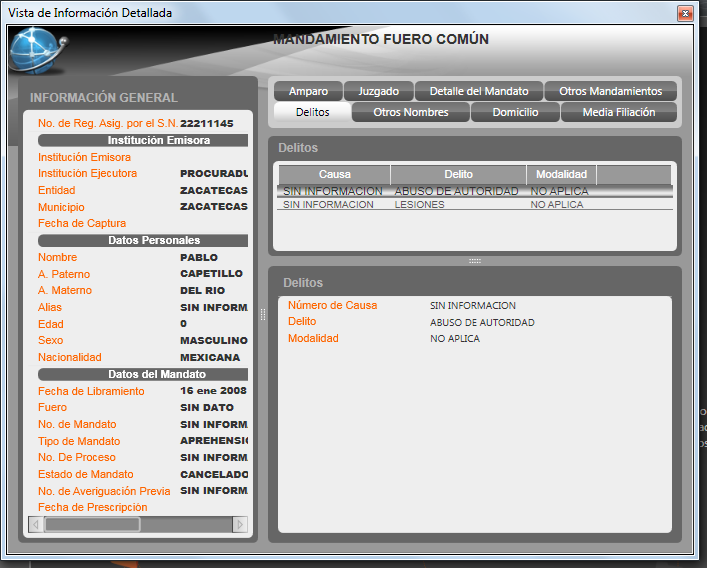 Vista de Información Detallada
MANDAMIENTO FUERO COMÚN
INFORMACIÓN GENERAL
No. de Reg. Asig. por el S.N. 22211145
Institución Emisora
Institución Emisora
Institución Ejecutora PROCURADU
Entidad ZACATECAS
Municipio ZACATECAS
Fecha de Captura
Datos Personales
Nombre PABLO
A. Paterno CAPETILLO
A. Materno DEL RIO
Alias SIN INFORM
Edad 0
Sexo MASCULINO
Nacionalidad MEXICANA
Datos del Mandato
Fecha de Libramiento 16 ene 2008
Fuero SIN DATO
No. de Mandato SIN INFORM
Tipo de Mandato APREHENSIO
No. De Proceso SIN INFORM
Estado de Mandato CANCELADO
No. de Averiguación Previa SIN INFORM
Fecha de Prescripción
Amparo Juzgado Detalle del Mandato Otros Mandamientos
Delitos Otros Nombres Domicilio Media Filiación
Delitos
Causa Delito Modalidad
SIN INFORMACION ABUSO DE AUTORIDAD NO APLICA
SIN INFORMACION LESIONES NO APLICA
Delitos
Número de Causa SIN INFORMACION
Delito ABUSO DE AUTORIDAD
Modalidad NO APLICA